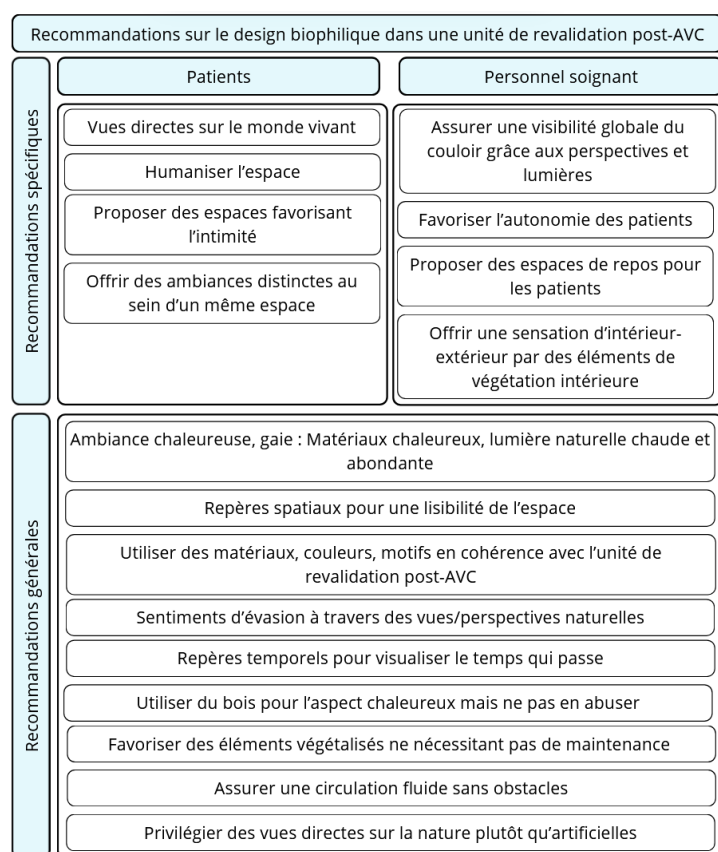 Recommandations sur le design biophilique dans une unité de revalidation post-AVC
Recommandations spécifiques
Patients
Vues directes sur le monde vivant
Humaniser l’espace
Proposer des espaces favorisant
l’intimité
Offrir des ambiances distinctes au
sein d’un même espace
Personnel soignant
Assurer une visibilité globale du
couloir grâce aux perspectives et
lumières
Favoriser l’autonomie des patients
Proposer des espaces de repos pour
les patients
Offrir une sensation d’intérieur-
extérieur par des éléments de
végétation intérieure
Recommandations générales
Ambiance chaleureuse, gaie : Matériaux chaleureux, lumière naturelle chaude et
abondante
Repères spatiaux pour une lisibilité de l’espace
Utiliser des matériaux, couleurs, motifs en cohérence avec l’unité de
revalidation post-AVC
Sentiments d’évasion à travers des vues/perspectives naturelles
Repères temporels pour visualiser le temps qui passe
Utiliser du bois pour l’aspect chaleureux mais ne pas en abuser
Favoriser des éléments végétalisés ne nécessitant pas de maintenance
Assurer une circulation fluide sans obstacles
Privilégier des vues directes sur la nature plutôt qu’artificielles